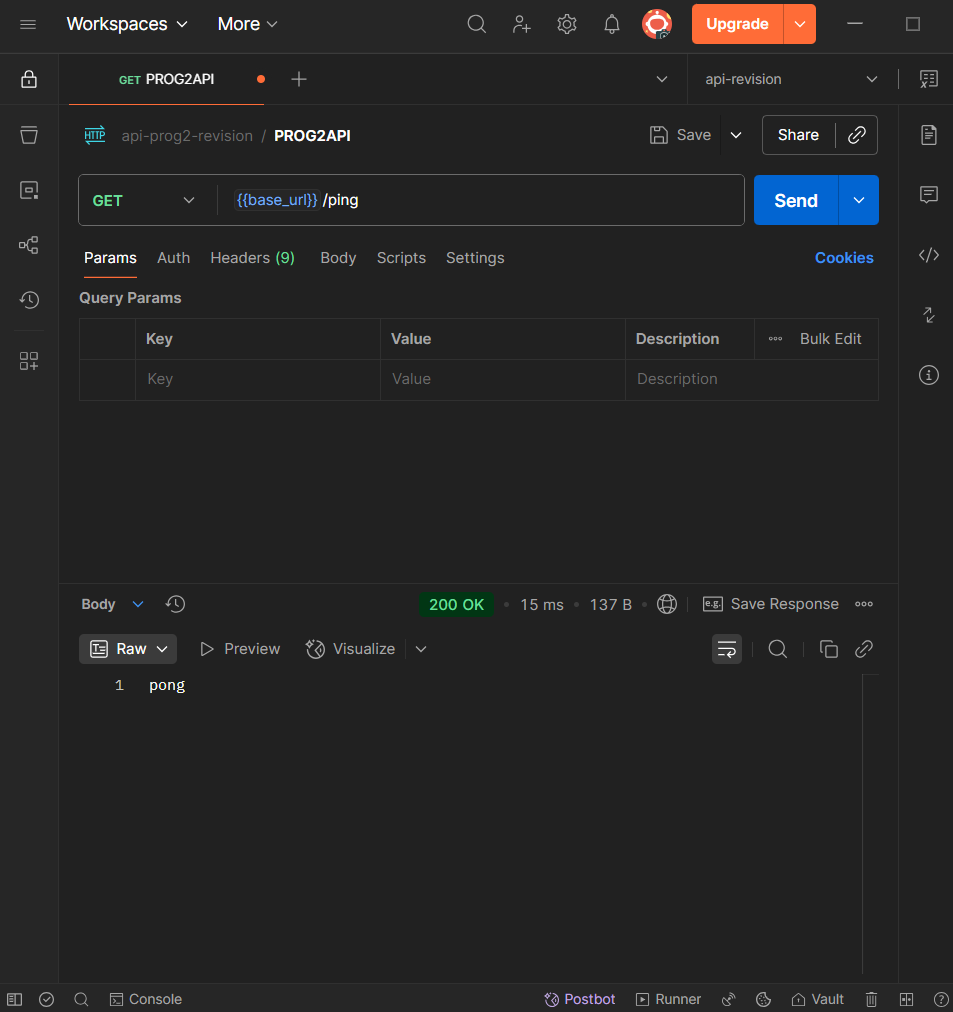 Workspaces More Upgrade
GET PROG2API api-revision
HTTP api-prog2-revision / PROG2API Save Share
GET {{base_url}}/ping Send
Params Auth Headers (9) Body Scripts Settings Cookies
Query Params
Key Value Description Bulk Edit
Key Value Description
Body 200 OK 15 ms 137 B e.g. Save Response
Raw Preview Visualize
1 pong
Console Postbot Runner Vault